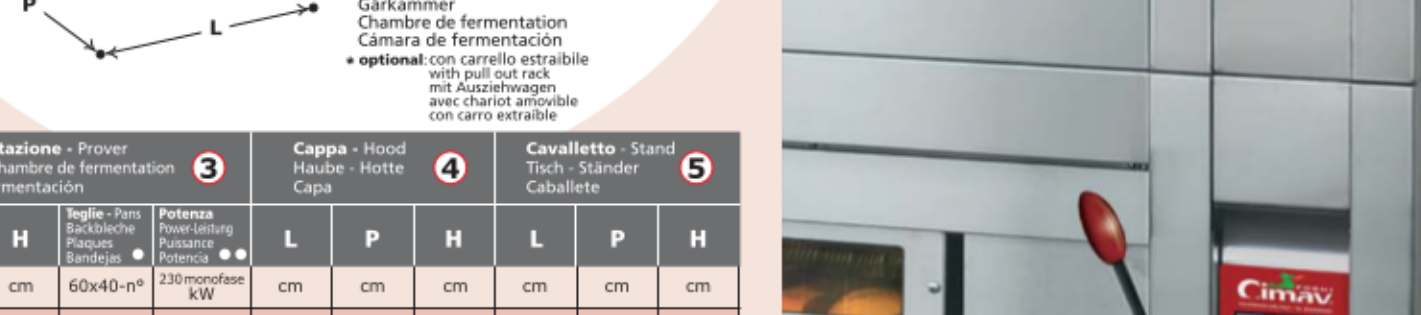 P
L
Gärkammer
Chambre de fermentation
Cámara de fermentación
* optional: con carrello estraibile
with pull out rack
mit Ausziehwagen
avec chariot amovible
con carro extraíble
tazione - Prover
hambre de fermentation
rmentación
3
Cappa - Hood
Haube - Hotte
Capa
4
Cavalletto - Stand
Tisch - Ständer
Caballete
5
H
Teglie - Pans
Backbleche
Plaques
Bandejas ●
Potenza
Power-Leistung
Puissance
Potencia ●●
L P H L P H
cm 60x40-n° 230 monofase kW cm cm cm cm cm cm
FORNI
Cimav